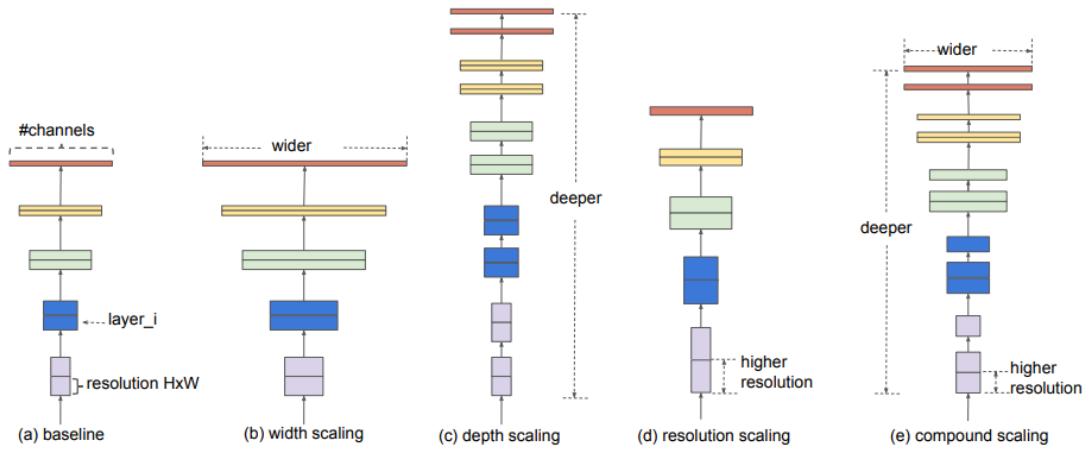 #channels
layer_i
resolution HxW
(a) baseline
wider
(b) width scaling
deeper
(c) depth scaling
higher
resolution
(d) resolution scaling
wider
deeper
higher
resolution
(e) compound scaling